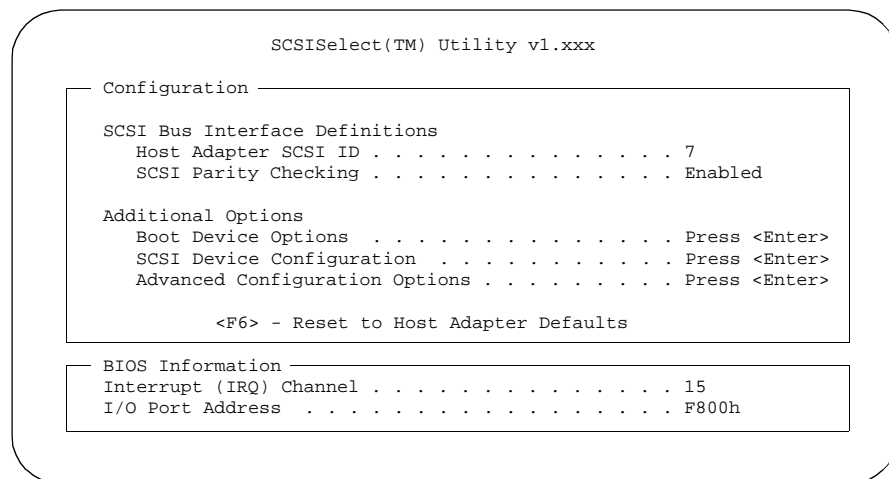 SCSISelect(TM) Utility v1.xxx
Configuration
SCSI Bus Interface Definitions
Host Adapter SCSI ID . . . . . . . . . . . . . . 7
SCSI Parity Checking . . . . . . . . . . . . . . Enabled
Additional Options
Boot Device Options . . . . . . . . . . . . . . Press <Enter>
SCSI Device Configuration . . . . . . . . . . . Press <Enter>
Advanced Configuration Options . . . . . . . . . Press <Enter>
<F6> - Reset to Host Adapter Defaults
BIOS Information
Interrupt (IRQ) Channel . . . . . . . . . . . . . . 15
I/O Port Address . . . . . . . . . . . . . . . . . F800h